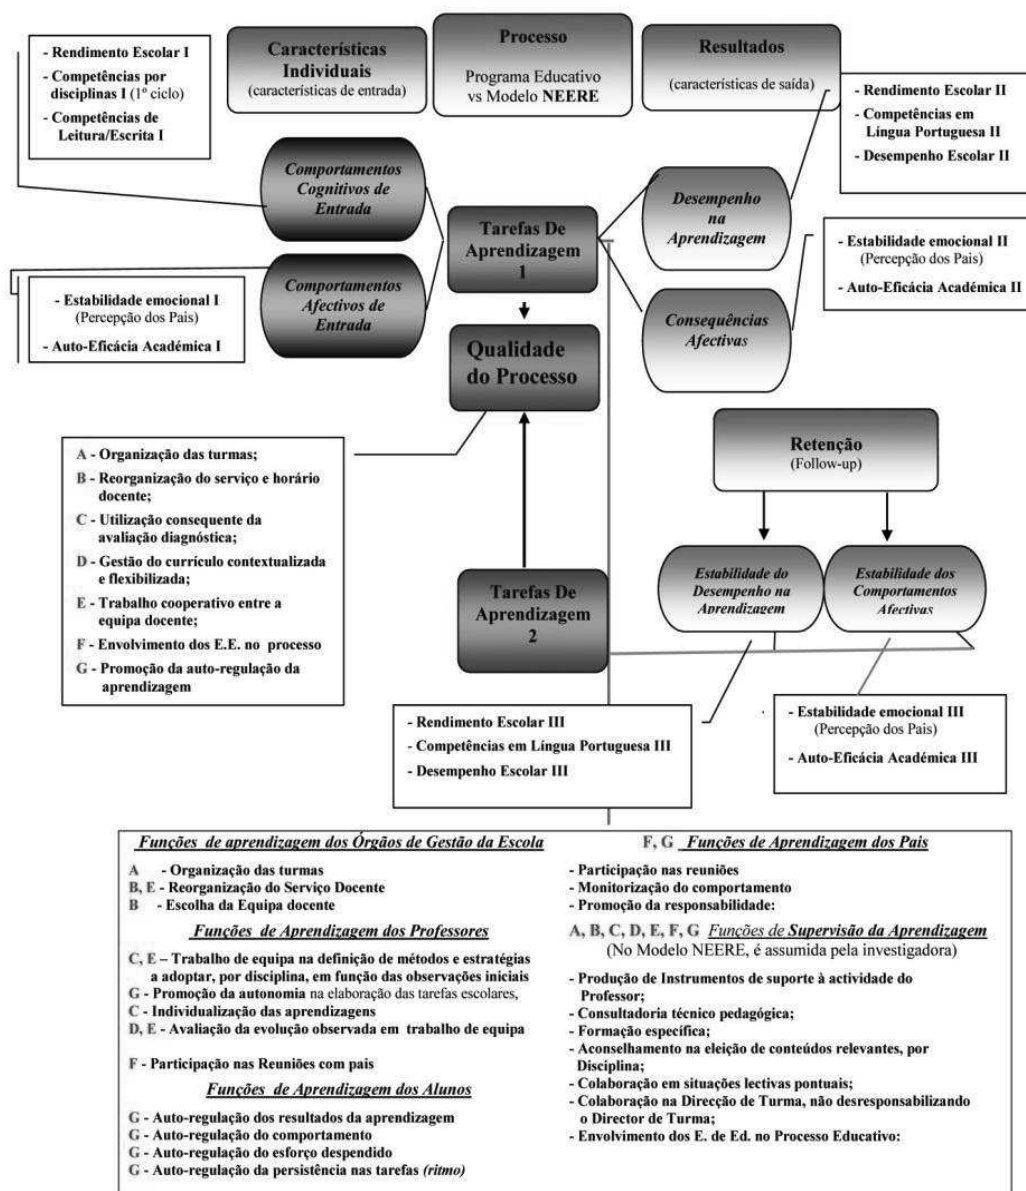 - Rendimento Escolar I
- Competências por
disciplinas I (1º ciclo)
- Competências de
Leitura/Escrita I
Características
Individuais
(características de entrada)
Processo
Programa Educativo
vs Modelo NEERE
Resultados
(características de saída)
- Rendimento Escolar II
- Competências em
Língua Portuguesa II
- Desempenho Escolar II
Comportamentos
Cognitivos de
Entrada
Tarefas De
Aprendizagem
1
Desempenho
na
Aprendizagem
- Estabilidade emocional I
(Percepção dos Pais)
- Auto-Eficácia Académica I
Comportamentos
Afectivos de
Entrada
Qualidade
do Processo
Consequências
Afectivas
- Estabilidade emocional II
(Percepção dos Pais)
- Auto-Eficácia Académica II
A - Organização das turmas;
B - Reorganização do serviço e horário
docente;
C - Utilização consequente da
avaliação diagnóstica;
D - Gestão do currículo contextualizada
e flexibilizada;
E - Trabalho cooperativo entre a
equipa docente;
F - Envolvimento dos E.E. no processo
G - Promoção da auto-regulação da
aprendizagem
Tarefas De
Aprendizagem
2
Retenção
(Follow-up)
Estabilidade do
Desempenho na
Aprendizagem
Estabilidade dos
Comportamentos
Afectivas
- Rendimento Escolar III
- Competências em Língua Portuguesa III
- Desempenho Escolar III
- Estabilidade emocional III
(Percepção dos Pais)
- Auto-Eficácia Académica III
Funções de aprendizagem dos Órgãos de Gestão da Escola
A - Organização das turmas
B, E - Reorganização do Serviço Docente
B - Escolha da Equipa docente
Funções de Aprendizagem dos Professores
C, E – Trabalho de equipa na definição de métodos e estratégias
a adoptar, por disciplina, em função das observações iniciais
G - Promoção da autonomia na elaboração das tarefas escolares,
C - Individualização das aprendizagens
D, E - Avaliação da evolução observada em trabalho de equipa
F - Participação nas Reuniões com pais
Funções de Aprendizagem dos Alunos
G - Auto-regulação dos resultados da aprendizagem
G - Auto-regulação do comportamento
G - Auto-regulação do esforço despendido
G - Auto-regulação da persistência nas tarefas (ritmo)
F, G Funções de Aprendizagem dos Pais
- Participação nas reuniões
- Monitorização do comportamento
- Promoção da responsabilidade:
A, B, C, D, E, F, G Funções de Supervisão da Aprendizagem
(No Modelo NEERE, é assumida pela investigadora)
- Produção de Instrumentos de suporte à actividade do
Professor;
- Consultadoria técnico pedagógica;
- Formação específica;
- Aconselhamento na eleição de conteúdos relevantes, por
Disciplina;
- Colaboração em situações lectivas pontuais;
- Colaboração na Direcção de Turma, não desresponsabilizando
o Director de Turma;
- Envolvimento dos E. de Ed. no Processo Educativo: